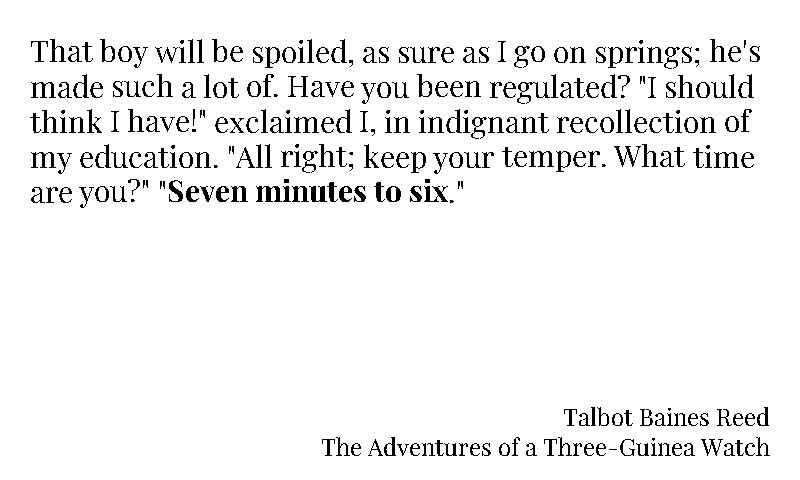 That boy will be spoiled, as sure as I go on springs; he's
made such a lot of. Have you been regulated? "I should
think I have!" exclaimed I, in indignant recollection of
my education. "All right; keep your temper. What time
are you?" "Seven minutes to six."
Talbot Baines Reed
The Adventures of a Three-Guinea Watch